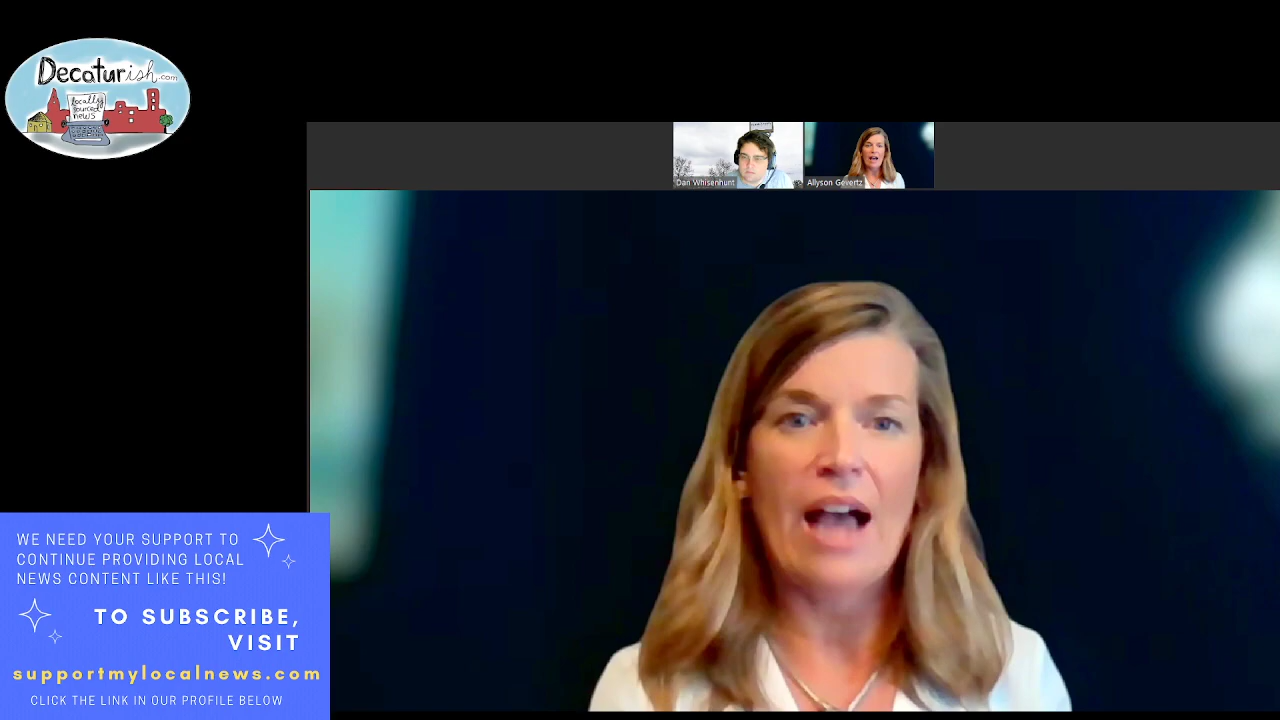 Decaturish.com
locally
sourced
news
Dan Whisenhunt
Allyson Gevertz
WE NEED YOUR SUPPORT TO
CONTINUE PROVIDING LOCAL
NEWS CONTENT LIKE THIS!
TO SUBSCRIBE,
VISIT
supportmylocalnews.com
CLICK THE LINK IN OUR PROFILE BELOW